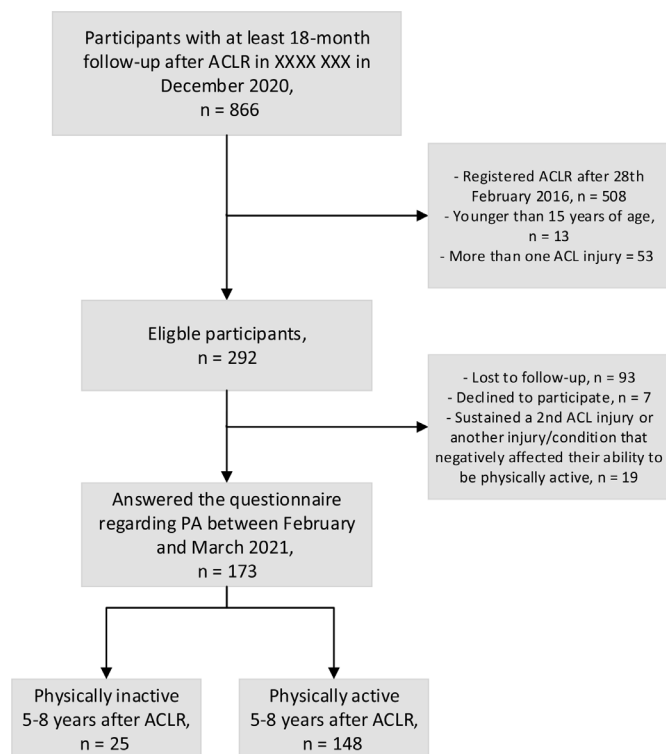 Participants with at least 18-month
follow-up after ACLR in XXXX XXX in
December 2020,
n = 866
- Registered ACLR after 28th
February 2016, n = 508
- Younger than 15 years of age,
n = 13
- More than one ACL injury = 53
Eligible participants,
n = 292
- Lost to follow-up, n = 93
- Declined to participate, n = 7
- Sustained a 2nd ACL injury or
another injury/condition that
negatively affected their ability to
be physically active, n = 19
Answered the questionnaire
regarding PA between February
and March 2021,
n = 173
Physically inactive
5-8 years after ACLR,
n = 25
Physically active
5-8 years after ACLR,
n = 148